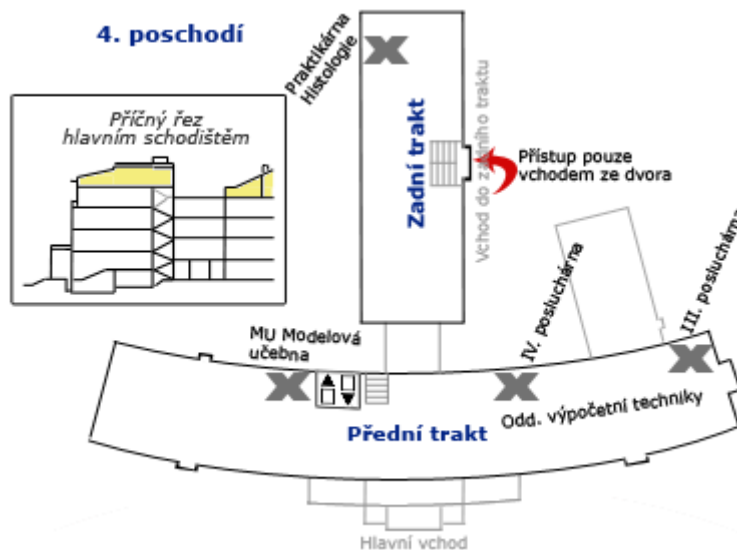 4. poschodí
Praktikárna
Histologie
Příčný řez
hlavním schodištěm
Zadní trakt
Vchod do zadního traktu
Přístup pouze
vchodem ze dvora
IV. posluchárna
III. posluchárna
MU Modelová
učebna
Odd. výpočetní techniky
Přední trakt
Hlavní vchod